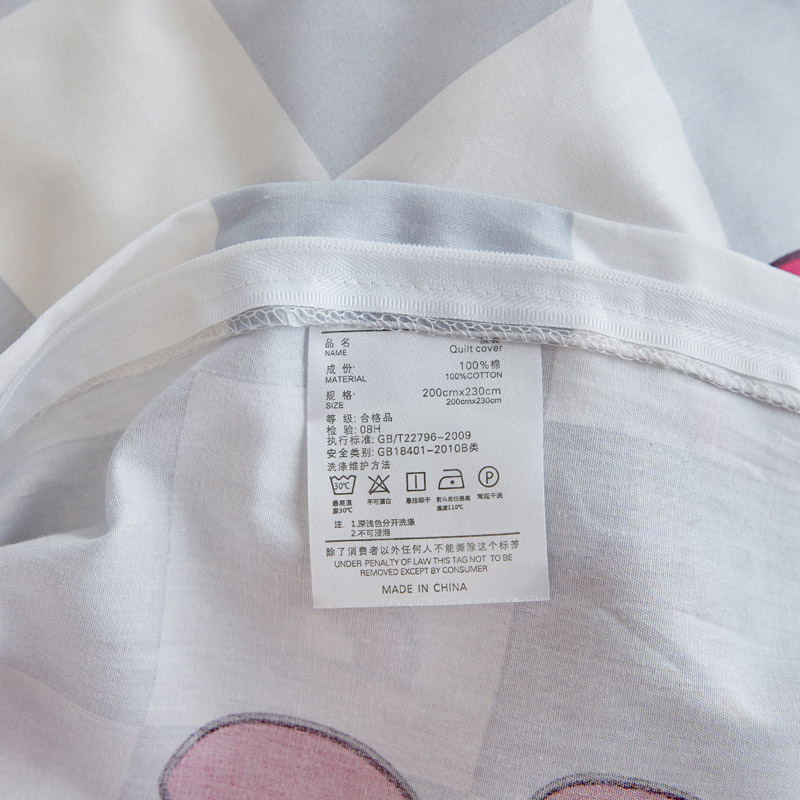 品 名
NAME
Quilt cover
成 份·
100%棉
MATERIAL
100%COTTON
规 格·
200cmx230cm
SIZE
200cmx230cm
等 级: 合格品
检 验: 08H
执行标准: GB/T22796-2009
安全类别: GB18401-2010B类
洗涤维护方法
30℃ P
最高温 不可漂白 悬挂晾干 熨斗底板最高 常规干洗
度30℃ 温度110℃
注 1.深浅色分开洗涤
2.不可浸泡
除了消费者以外任何人不能撕除这个标签
UNDER PENALTY OF LAW THIS TAG NOT TO BE
REMOVED EXCEPT BY CONSUMER
MADE IN CHINA